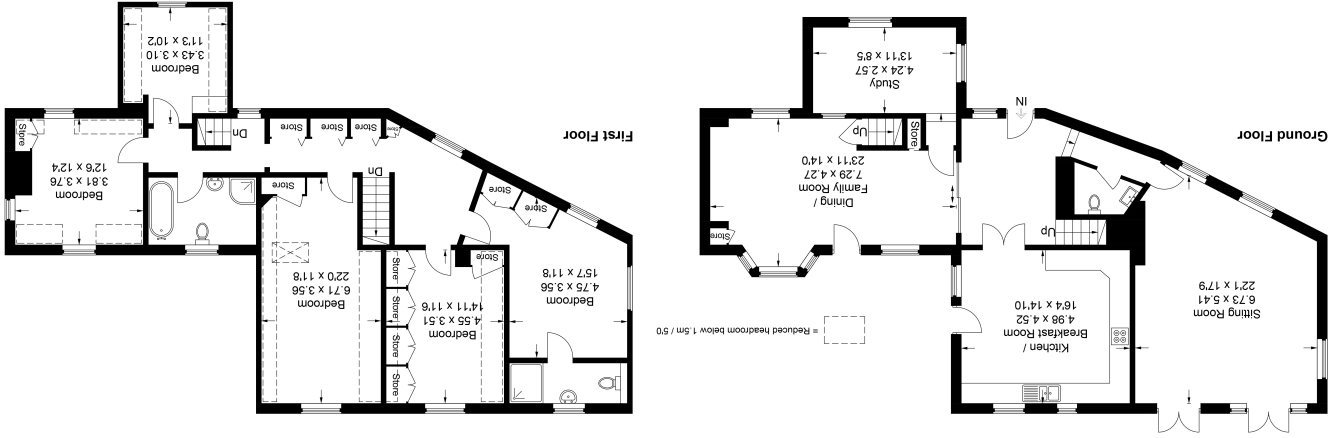 = Reduced headroom below 1.5m / 5'0
Sitting Room
6.73 x 5.41
22'1 x 17'9
Kitchen /
Breakfast Room
4.98 x 4.52
16'4 x 14'10
Up
Store
Dining /
Family Room
7.29 x 4.27
23'11 x 14'0
Up
Store
IN
Ground Floor
Study
4.24 x 2.57
13'11 x 8'5
Bedroom
4.75 x 3.56
15'7 x 11'8
Store
Store
Store
Store
Store
Store
Store
Bedroom
4.55 x 3.51
14'11 x 11'6
Bedroom
6.71 x 3.56
22'0 x 11'8
Store
Dn
Bedroom
3.81 x 3.76
12'6 x 12'4
Store
Store
Store
Store
Store
Dn
First Floor
Bedroom
3.43 x 3.10
11'3 x 10'2